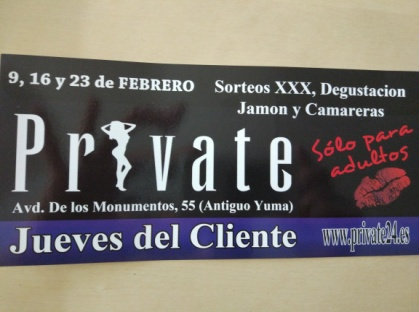 9, 16 y 23 de FEBRERO
Sorteos XXX, Degustacion
Jamon y Camareras
Private
Sólo para
adultos
Avd. De los Monumentos, 55 (Antiguo Yuma)
Jueves del Cliente
www.private24.es